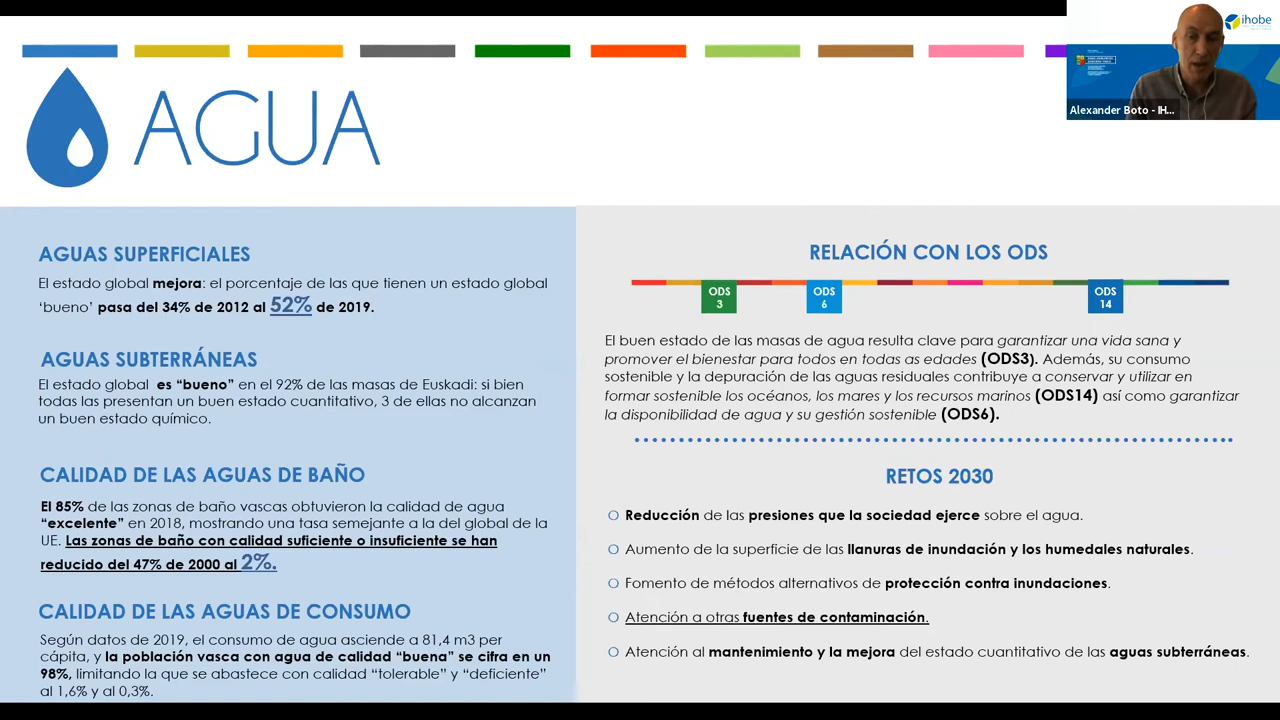 ihobe
Alexander Boto - IH...
AGUA
AGUAS SUPERFICIALES
El estado global mejora: el porcentaje de las que tienen un estado global
‘bueno’ pasa del 34% de 2012 al 52% de 2019.
AGUAS SUBTERRÁNEAS
El estado global es “bueno” en el 92% de las masas de Euskadi: si bien
todas las presentan un buen estado cuantitativo, 3 de ellas no alcanzan
un buen estado químico.
CALIDAD DE LAS AGUAS DE BAÑO
El 85% de las zonas de baño vascas obtuvieron la calidad de agua
“excelente” en 2018, mostrando una tasa semejante a la del global de la
UE. Las zonas de baño con calidad suficiente o insuficiente se han
reducido del 47% de 2000 al 2%.
CALIDAD DE LAS AGUAS DE CONSUMO
Según datos de 2019, el consumo de agua asciende a 81,4 m3 per
cápita, y la población vasca con agua de calidad “buena” se cifra en un
98%, limitando la que se abastece con calidad “tolerable” y “deficiente”
al 1,6% y al 0,3%.
RELACIÓN CON LOS ODS
ODS
3
ODS
6
ODS
14
El buen estado de las masas de agua resulta clave para garantizar una vida sana y
promover el bienestar para todos en todas as edades (ODS3). Además, su consumo
sostenible y la depuración de las aguas residuales contribuye a conservar y utilizar en
formar sostenible los océanos, los mares y los recursos marinos (ODS14) así como garantizar
la disponibilidad de agua y su gestión sostenible (ODS6).
RETOS 2030
Reducción de las presiones que la sociedad ejerce sobre el agua.
Aumento de la superficie de las llanuras de inundación y los humedales naturales.
Fomento de métodos alternativos de protección contra inundaciones.
Atención a otras fuentes de contaminación.
Atención al mantenimiento y la mejora del estado cuantitativo de las aguas subterráneas.